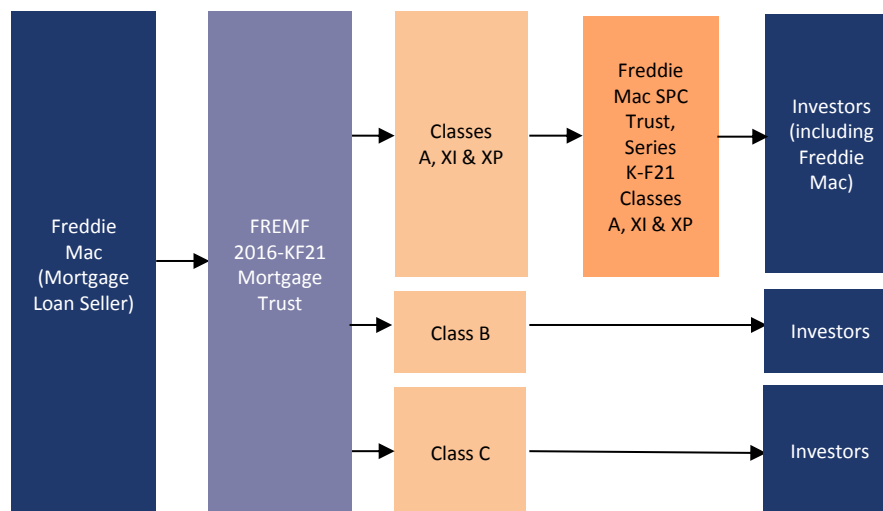 Freddie
Mac
(Mortgage
Loan Seller)
FREMF
2016-KF21
Mortgage
Trust
Classes
A, XI & XP
Freddie
Mac SPC
Trust,
Series
K-F21
Classes
A, XI & XP
Investors
(including
Freddie
Mac)
Class B
Investors
Class C
Investors